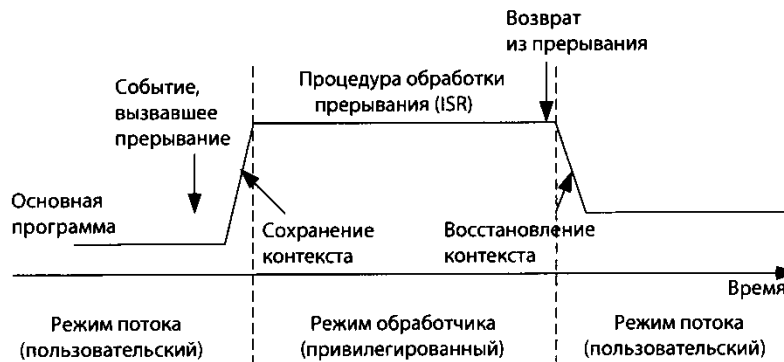 Возврат
из прерывания
Событие,
вызвавшее
прерывание
Процедура обработки
прерывания (ISR)
Основная
программа
Сохранение
контекста
Восстановление
контекста
Время
Режим потока
(пользовательский)
Режим обработчика
(привилегированный)
Режим потока
(пользовательский)